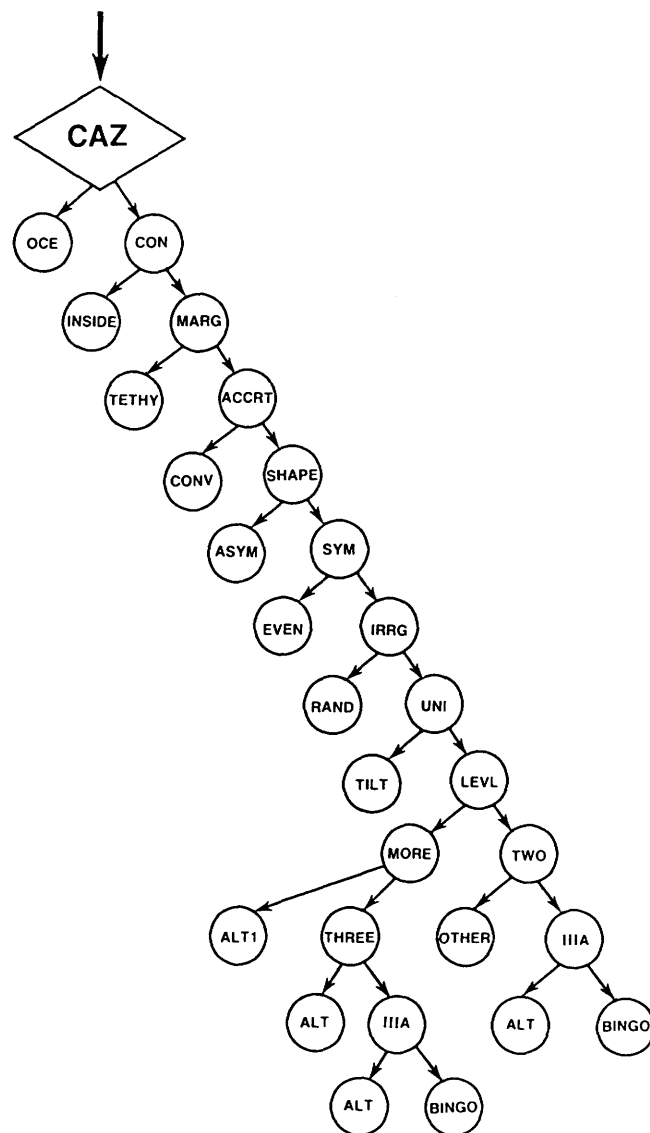 CAZ
OCE CON
INSIDE MARG
TETHY ACCRT
CONV SHAPE
ASYM SYM
EVEN IRRG
RAND UNI
TILT LEVL
MORE TWO
ALT1 THREE OTHER IIIA
ALT IIIA ALT BINGO
ALT BINGO